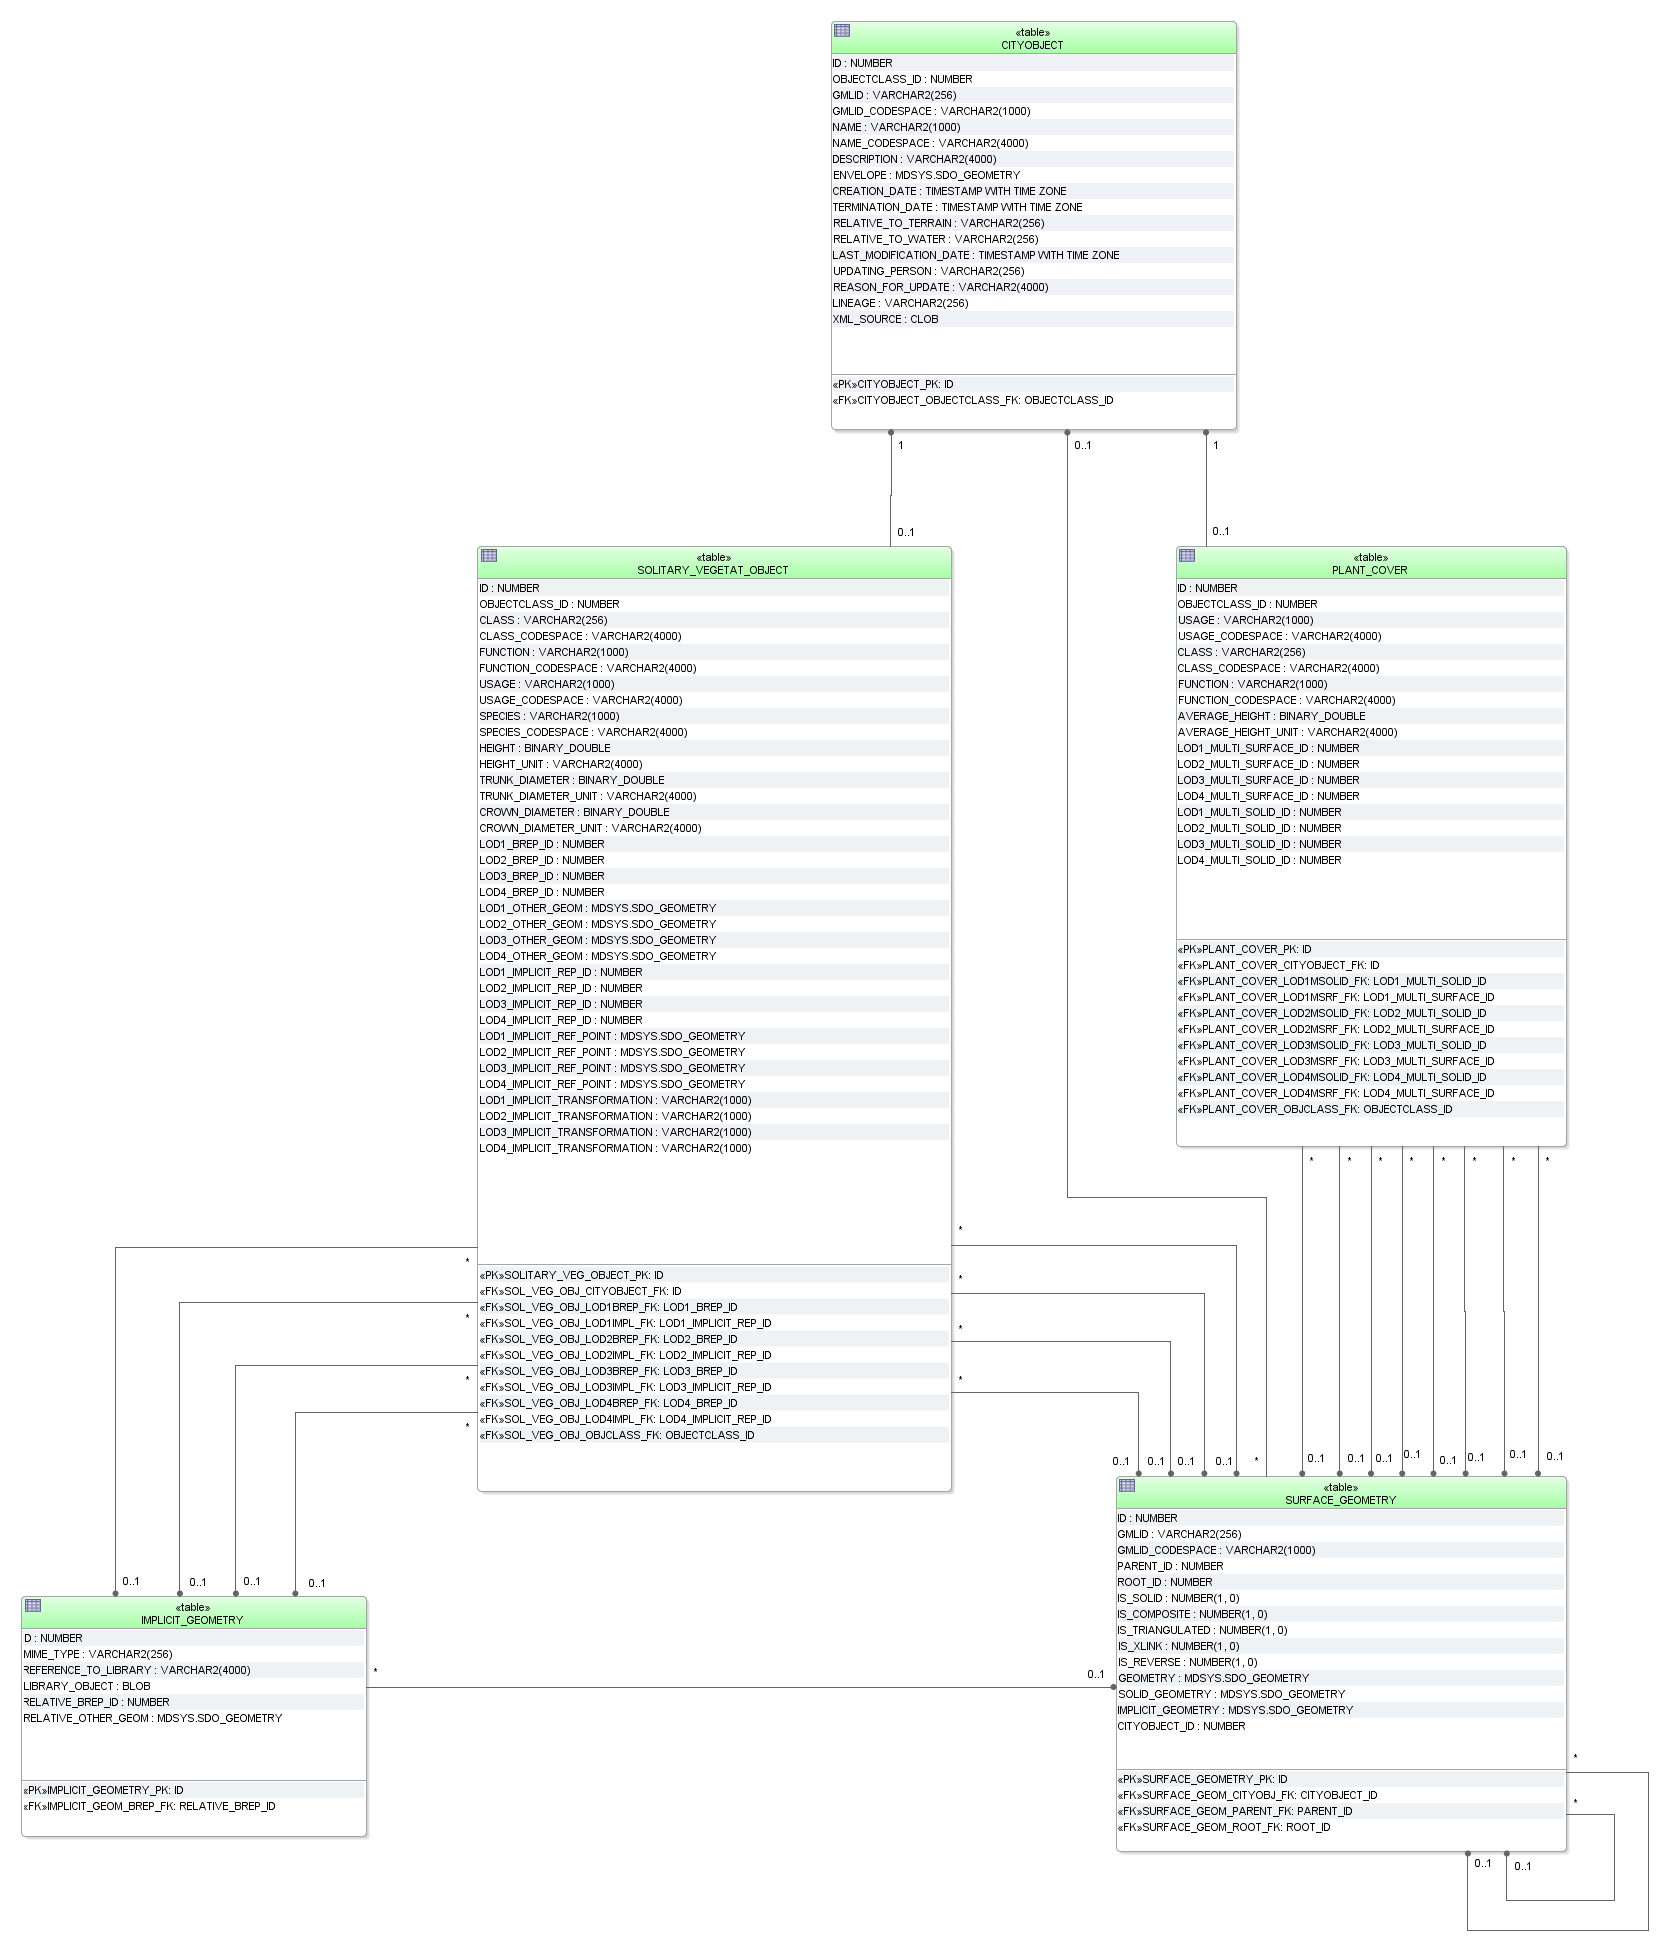 «table»
CITYOBJECT
ID : NUMBER
OBJECTCLASS_ID : NUMBER
GMLID : VARCHAR2(256)
GMLID_CODESPACE : VARCHAR2(1000)
NAME : VARCHAR2(1000)
NAME_CODESPACE : VARCHAR2(4000)
DESCRIPTION : VARCHAR2(4000)
ENVELOPE : MDSYS.SDO_GEOMETRY
CREATION_DATE : TIMESTAMP WITH TIME ZONE
TERMINATION_DATE : TIMESTAMP WITH TIME ZONE
RELATIVE_TO_TERRAIN : VARCHAR2(256)
RELATIVE_TO_WATER : VARCHAR2(256)
LAST_MODIFICATION_DATE : TIMESTAMP WITH TIME ZONE
UPDATING_PERSON : VARCHAR2(256)
REASON_FOR_UPDATE : VARCHAR2(4000)
LINEAGE : VARCHAR2(256)
XML_SOURCE : CLOB
«PK»CITYOBJECT_PK: ID
«FK»CITYOBJECT_OBJECTCLASS_FK: OBJECTCLASS_ID
1
0..1
1
0..1
0..1
«table»
SOLITARY_VEGETAT_OBJECT
ID : NUMBER
OBJECTCLASS_ID : NUMBER
CLASS : VARCHAR2(256)
CLASS_CODESPACE : VARCHAR2(4000)
FUNCTION : VARCHAR2(1000)
FUNCTION_CODESPACE : VARCHAR2(4000)
USAGE : VARCHAR2(1000)
USAGE_CODESPACE : VARCHAR2(4000)
SPECIES : VARCHAR2(1000)
SPECIES_CODESPACE : VARCHAR2(4000)
HEIGHT : BINARY_DOUBLE
HEIGHT_UNIT : VARCHAR2(4000)
TRUNK_DIAMETER : BINARY_DOUBLE
TRUNK_DIAMETER_UNIT : VARCHAR2(4000)
CROWN_DIAMETER : BINARY_DOUBLE
CROWN_DIAMETER_UNIT : VARCHAR2(4000)
LOD1_BREP_ID : NUMBER
LOD2_BREP_ID : NUMBER
LOD3_BREP_ID : NUMBER
LOD4_BREP_ID : NUMBER
LOD1_OTHER_GEOM : MDSYS.SDO_GEOMETRY
LOD2_OTHER_GEOM : MDSYS.SDO_GEOMETRY
LOD3_OTHER_GEOM : MDSYS.SDO_GEOMETRY
LOD4_OTHER_GEOM : MDSYS.SDO_GEOMETRY
LOD1_IMPLICIT_REP_ID : NUMBER
LOD2_IMPLICIT_REP_ID : NUMBER
LOD3_IMPLICIT_REP_ID : NUMBER
LOD4_IMPLICIT_REP_ID : NUMBER
LOD1_IMPLICIT_REF_POINT : MDSYS.SDO_GEOMETRY
LOD2_IMPLICIT_REF_POINT : MDSYS.SDO_GEOMETRY
LOD3_IMPLICIT_REF_POINT : MDSYS.SDO_GEOMETRY
LOD4_IMPLICIT_REF_POINT : MDSYS.SDO_GEOMETRY
LOD1_IMPLICIT_TRANSFORMATION : VARCHAR2(1000)
LOD2_IMPLICIT_TRANSFORMATION : VARCHAR2(1000)
LOD3_IMPLICIT_TRANSFORMATION : VARCHAR2(1000)
LOD4_IMPLICIT_TRANSFORMATION : VARCHAR2(1000)
«PK»SOLITARY_VEG_OBJECT_PK: ID
«FK»SOL_VEG_OBJ_CITYOBJECT_FK: ID
«FK»SOL_VEG_OBJ_LOD1BREP_FK: LOD1_BREP_ID
«FK»SOL_VEG_OBJ_LOD1IMPL_FK: LOD1_IMPLICIT_REP_ID
«FK»SOL_VEG_OBJ_LOD2BREP_FK: LOD2_BREP_ID
«FK»SOL_VEG_OBJ_LOD2IMPL_FK: LOD2_IMPLICIT_REP_ID
«FK»SOL_VEG_OBJ_LOD3BREP_FK: LOD3_BREP_ID
«FK»SOL_VEG_OBJ_LOD3IMPL_FK: LOD3_IMPLICIT_REP_ID
«FK»SOL_VEG_OBJ_LOD4BREP_FK: LOD4_BREP_ID
«FK»SOL_VEG_OBJ_LOD4IMPL_FK: LOD4_IMPLICIT_REP_ID
«FK»SOL_VEG_OBJ_OBJCLASS_FK: OBJECTCLASS_ID
«table»
PLANT_COVER
ID : NUMBER
OBJECTCLASS_ID : NUMBER
USAGE : VARCHAR2(1000)
USAGE_CODESPACE : VARCHAR2(4000)
CLASS : VARCHAR2(256)
CLASS_CODESPACE : VARCHAR2(4000)
FUNCTION : VARCHAR2(1000)
FUNCTION_CODESPACE : VARCHAR2(4000)
AVERAGE_HEIGHT : BINARY_DOUBLE
AVERAGE_HEIGHT_UNIT : VARCHAR2(4000)
LOD1_MULTI_SURFACE_ID : NUMBER
LOD2_MULTI_SURFACE_ID : NUMBER
LOD3_MULTI_SURFACE_ID : NUMBER
LOD4_MULTI_SURFACE_ID : NUMBER
LOD1_MULTI_SOLID_ID : NUMBER
LOD2_MULTI_SOLID_ID : NUMBER
LOD3_MULTI_SOLID_ID : NUMBER
LOD4_MULTI_SOLID_ID : NUMBER
«PK»PLANT_COVER_PK: ID
«FK»PLANT_COVER_CITYOBJECT_FK: ID
«FK»PLANT_COVER_LOD1MSOLID_FK: LOD1_MULTI_SOLID_ID
«FK»PLANT_COVER_LOD1MSRF_FK: LOD1_MULTI_SURFACE_ID
«FK»PLANT_COVER_LOD2MSOLID_FK: LOD2_MULTI_SOLID_ID
«FK»PLANT_COVER_LOD2MSRF_FK: LOD2_MULTI_SURFACE_ID
«FK»PLANT_COVER_LOD3MSOLID_FK: LOD3_MULTI_SOLID_ID
«FK»PLANT_COVER_LOD3MSRF_FK: LOD3_MULTI_SURFACE_ID
«FK»PLANT_COVER_LOD4MSOLID_FK: LOD4_MULTI_SOLID_ID
«FK»PLANT_COVER_LOD4MSRF_FK: LOD4_MULTI_SURFACE_ID
«FK»PLANT_COVER_OBJCLASS_FK: OBJECTCLASS_ID
* * * * * * * *
*
*
*
*
*
*
*
*
0..1 0..1 0..1 0..1 * 0..1 0..1 0..1 0..1 0..1 0..1 0..1 0..1
0..1 0..1 0..1 0..1
«table»
IMPLICIT_GEOMETRY
ID : NUMBER
MIME_TYPE : VARCHAR2(256)
REFERENCE_TO_LIBRARY : VARCHAR2(4000)
LIBRARY_OBJECT : BLOB
RELATIVE_BREP_ID : NUMBER
RELATIVE_OTHER_GEOM : MDSYS.SDO_GEOMETRY
«PK»IMPLICIT_GEOMETRY_PK: ID
«FK»IMPLICIT_GEOM_BREP_FK: RELATIVE_BREP_ID
*
0..1
«table»
SURFACE_GEOMETRY
ID : NUMBER
GMLID : VARCHAR2(256)
GMLID_CODESPACE : VARCHAR2(1000)
PARENT_ID : NUMBER
ROOT_ID : NUMBER
IS_SOLID : NUMBER(1, 0)
IS_COMPOSITE : NUMBER(1, 0)
IS_TRIANGULATED : NUMBER(1, 0)
IS_XLINK : NUMBER(1, 0)
IS_REVERSE : NUMBER(1, 0)
GEOMETRY : MDSYS.SDO_GEOMETRY
SOLID_GEOMETRY : MDSYS.SDO_GEOMETRY
IMPLICIT_GEOMETRY : MDSYS.SDO_GEOMETRY
CITYOBJECT_ID : NUMBER
«PK»SURFACE_GEOMETRY_PK: ID
«FK»SURFACE_GEOM_CITYOBJ_FK: CITYOBJECT_ID
«FK»SURFACE_GEOM_PARENT_FK: PARENT_ID
«FK»SURFACE_GEOM_ROOT_FK: ROOT_ID
*
*
0..1
0..1